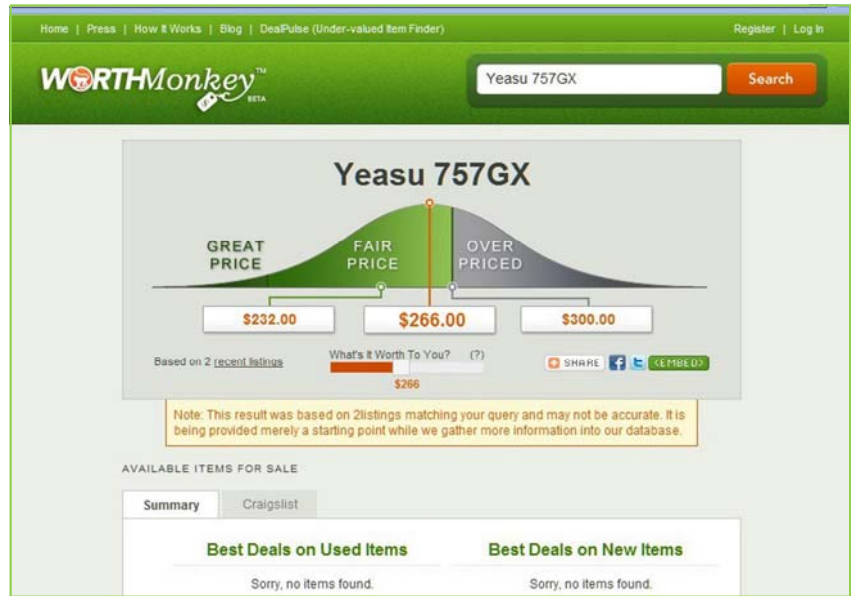 Home | Press | How It Works | Blog | DealPulse (Under-valued Item Finder)
Register | Log In
WORTHMonkey™
BETA
Yeasu 757GX
Search
Yeasu 757GX
GREAT PRICE
FAIR PRICE
OVER PRICED
$232.00
$266.00
$300.00
Based on 2 recent listings
What's It Worth To You? (?)
$266
SHARE
<EMBED>
Note: This result was based on 2listings matching your query and may not be accurate. It is
being provided merely a starting point while we gather more information into our database.
AVAILABLE ITEMS FOR SALE
Summary
Craigslist
Best Deals on Used Items
Best Deals on New Items
Sorry, no items found.
Sorry, no items found.